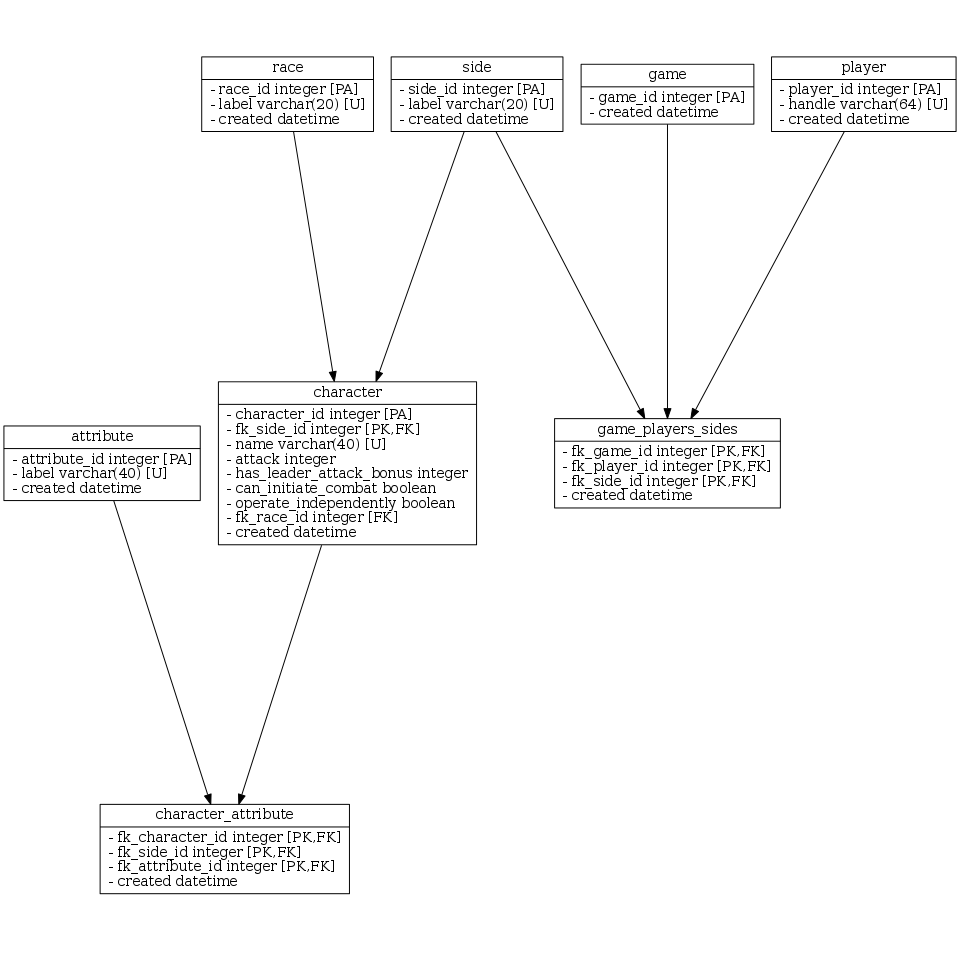 race
- race_id integer [PA]
- label varchar(20) [U]
- created datetime
side
- side_id integer [PA]
- label varchar(20) [U]
- created datetime
game
- game_id integer [PA]
- created datetime
player
- player_id integer [PA]
- handle varchar(64) [U]
- created datetime
character
- character_id integer [PA]
- fk_side_id integer [PK,FK]
- name varchar(40) [U]
- attack integer
- has_leader_attack_bonus integer
- can_initiate_combat boolean
- operate_independently boolean
- fk_race_id integer [FK]
- created datetime
game_players_sides
- fk_game_id integer [PK,FK]
- fk_player_id integer [PK,FK]
- fk_side_id integer [PK,FK]
- created datetime
attribute
- attribute_id integer [PA]
- label varchar(40) [U]
- created datetime
character_attribute
- fk_character_id integer [PK,FK]
- fk_side_id integer [PK,FK]
- fk_attribute_id integer [PK,FK]
- created datetime